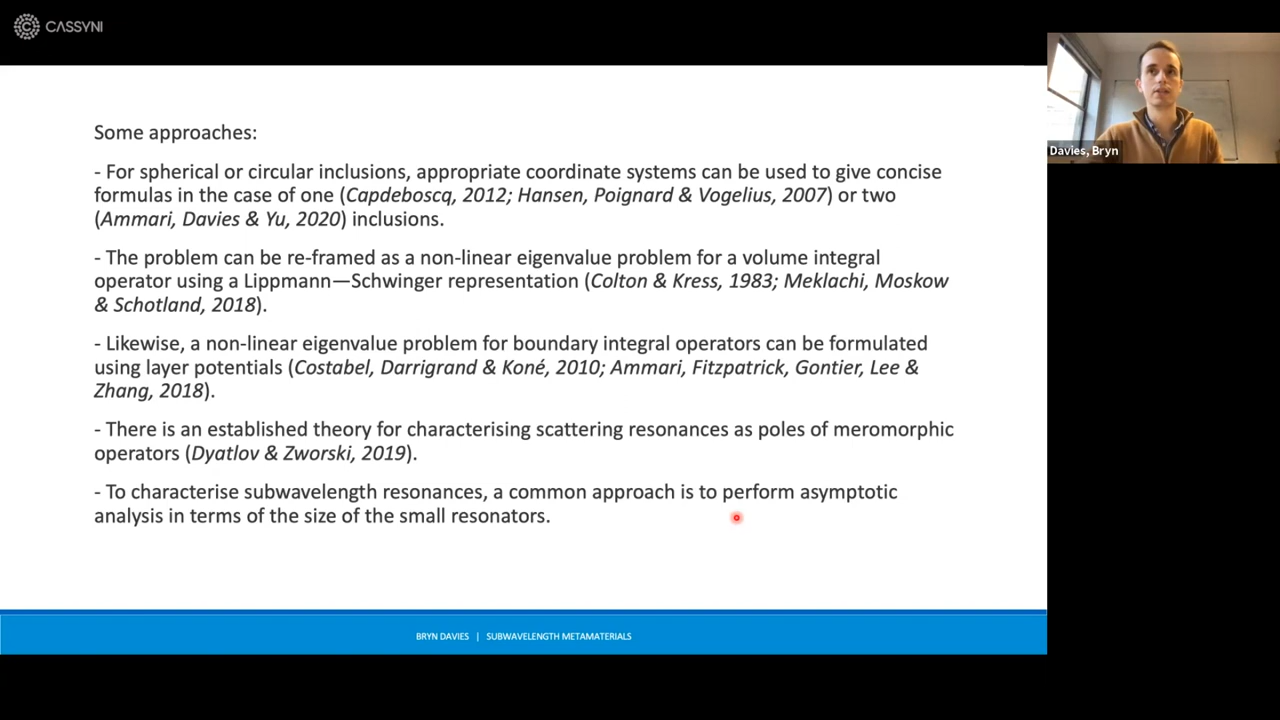 CASSYNI
Some approaches:
- For spherical or circular inclusions, appropriate coordinate systems can be used to give concise
formulas in the case of one (Capdeboscq, 2012; Hansen, Poignard & Vogelius, 2007) or two
(Ammari, Davies & Yu, 2020) inclusions.
- The problem can be re-framed as a non-linear eigenvalue problem for a volume integral
operator using a Lippmann—Schwinger representation (Colton & Kress, 1983; Meklachi, Moskow
& Schotland, 2018).
- Likewise, a non-linear eigenvalue problem for boundary integral operators can be formulated
using layer potentials (Costabel, Darrigrand & Koné, 2010; Ammari, Fitzpatrick, Gontier, Lee &
Zhang, 2018).
- There is an established theory for characterising scattering resonances as poles of meromorphic
operators (Dyatlov & Zworski, 2019).
- To characterise subwavelength resonances, a common approach is to perform asymptotic
analysis in terms of the size of the small resonators.
BRYN DAVIES | SUBWAVELENGTH METAMATERIALS
Davies, Bryn